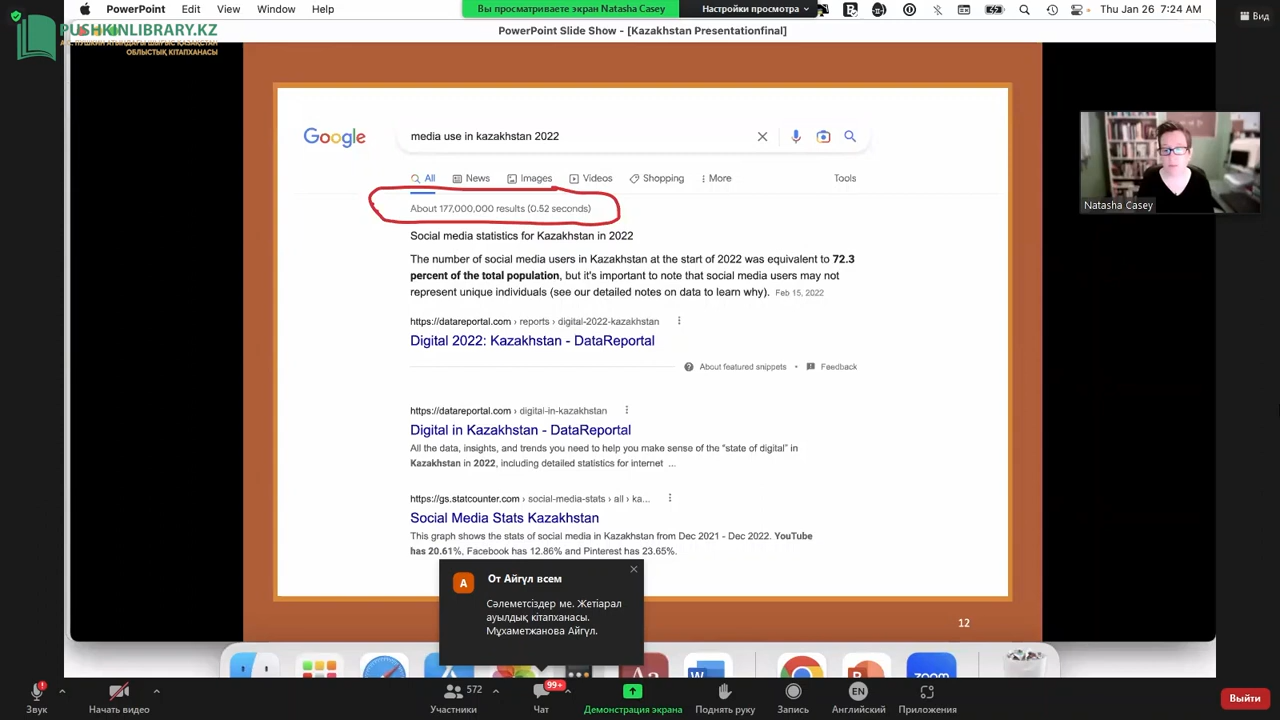 PowerPoint Edit View Window Help
Вы просматриваете экран Natasha Casey
Настройки просмотра
Thu Jan 26 7:24 AM
Вид
PUSHKINLIBRARY.KZ
ОБЛЫСТЫҚ КІТАПХАНАСЫ
PowerPoint Slide Show - [Kazakhstan Presentationfinal]
Google
media use in kazakhstan 2022
All News Images Videos Shopping More Tools
About 177,000,000 results (0.52 seconds)
Social media statistics for Kazakhstan in 2022
The number of social media users in Kazakhstan at the start of 2022 was equivalent to 72.3
percent of the total population, but it's important to note that social media users may not
represent unique individuals (see our detailed notes on data to learn why). Feb 15, 2022
https://datareportal.com › reports › digital-2022-kazakhstan
Digital 2022: Kazakhstan - DataReportal
About featured snippets • Feedback
https://datareportal.com › digital-in-kazakhstan
Digital in Kazakhstan - DataReportal
All the data, insights, and trends you need to help you make sense of the “state of digital” in
Kazakhstan in 2022, including detailed statistics for internet ...
https://gs.statcounter.com › social-media-stats › all › ka...
Social Media Stats Kazakhstan
This graph shows the stats of social media in Kazakhstan from Dec 2021 - Dec 2022. YouTube
has 20.61%, Facebook has 12.86% and Pinterest has 23.65%.
Natasha Casey
А
От Айгүл всем
Сәлеметсіздер ме. Жетіарал
ауылдық кітапханасы.
Мұхаметжанова Айгүл.
12
zoom
572
99+
EN
Звук
Начать видео
Участники
Чат
Демонстрация экрана
Поднять руку
Запись
Английский
Приложения
Выйти